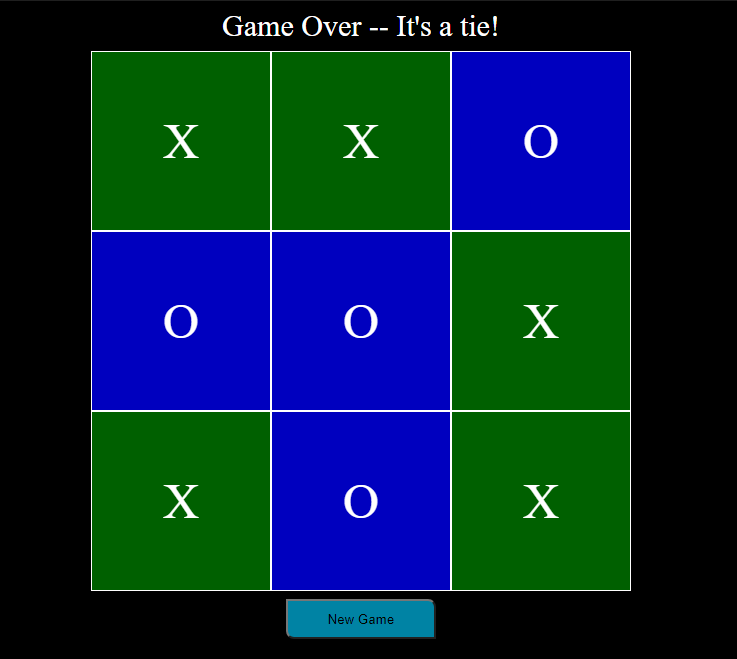 Game Over -- It's a tie!
X X O
O O X
X O X
New Game